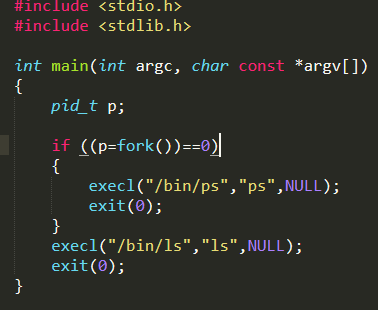 #include <stdio.h>
#include <stdlib.h>
int main(int argc, char const *argv[])
{
pid_t p;
if ((p=fork())==0)
{
execl("/bin/ps","ps",NULL);
exit(0);
}
execl("/bin/ls","ls",NULL);
exit(0);
}